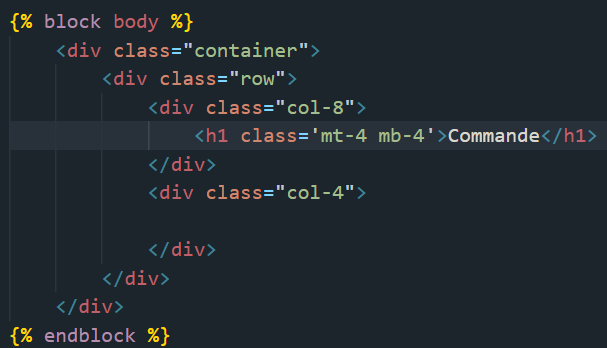 {% block body %}
    <div class="container">
        <div class="row">
            <div class="col-8">
                <h1 class='mt-4 mb-4'>Commande</h1>
            </div>
            <div class="col-4">

            </div>
        </div>
    </div>
{% endblock %}